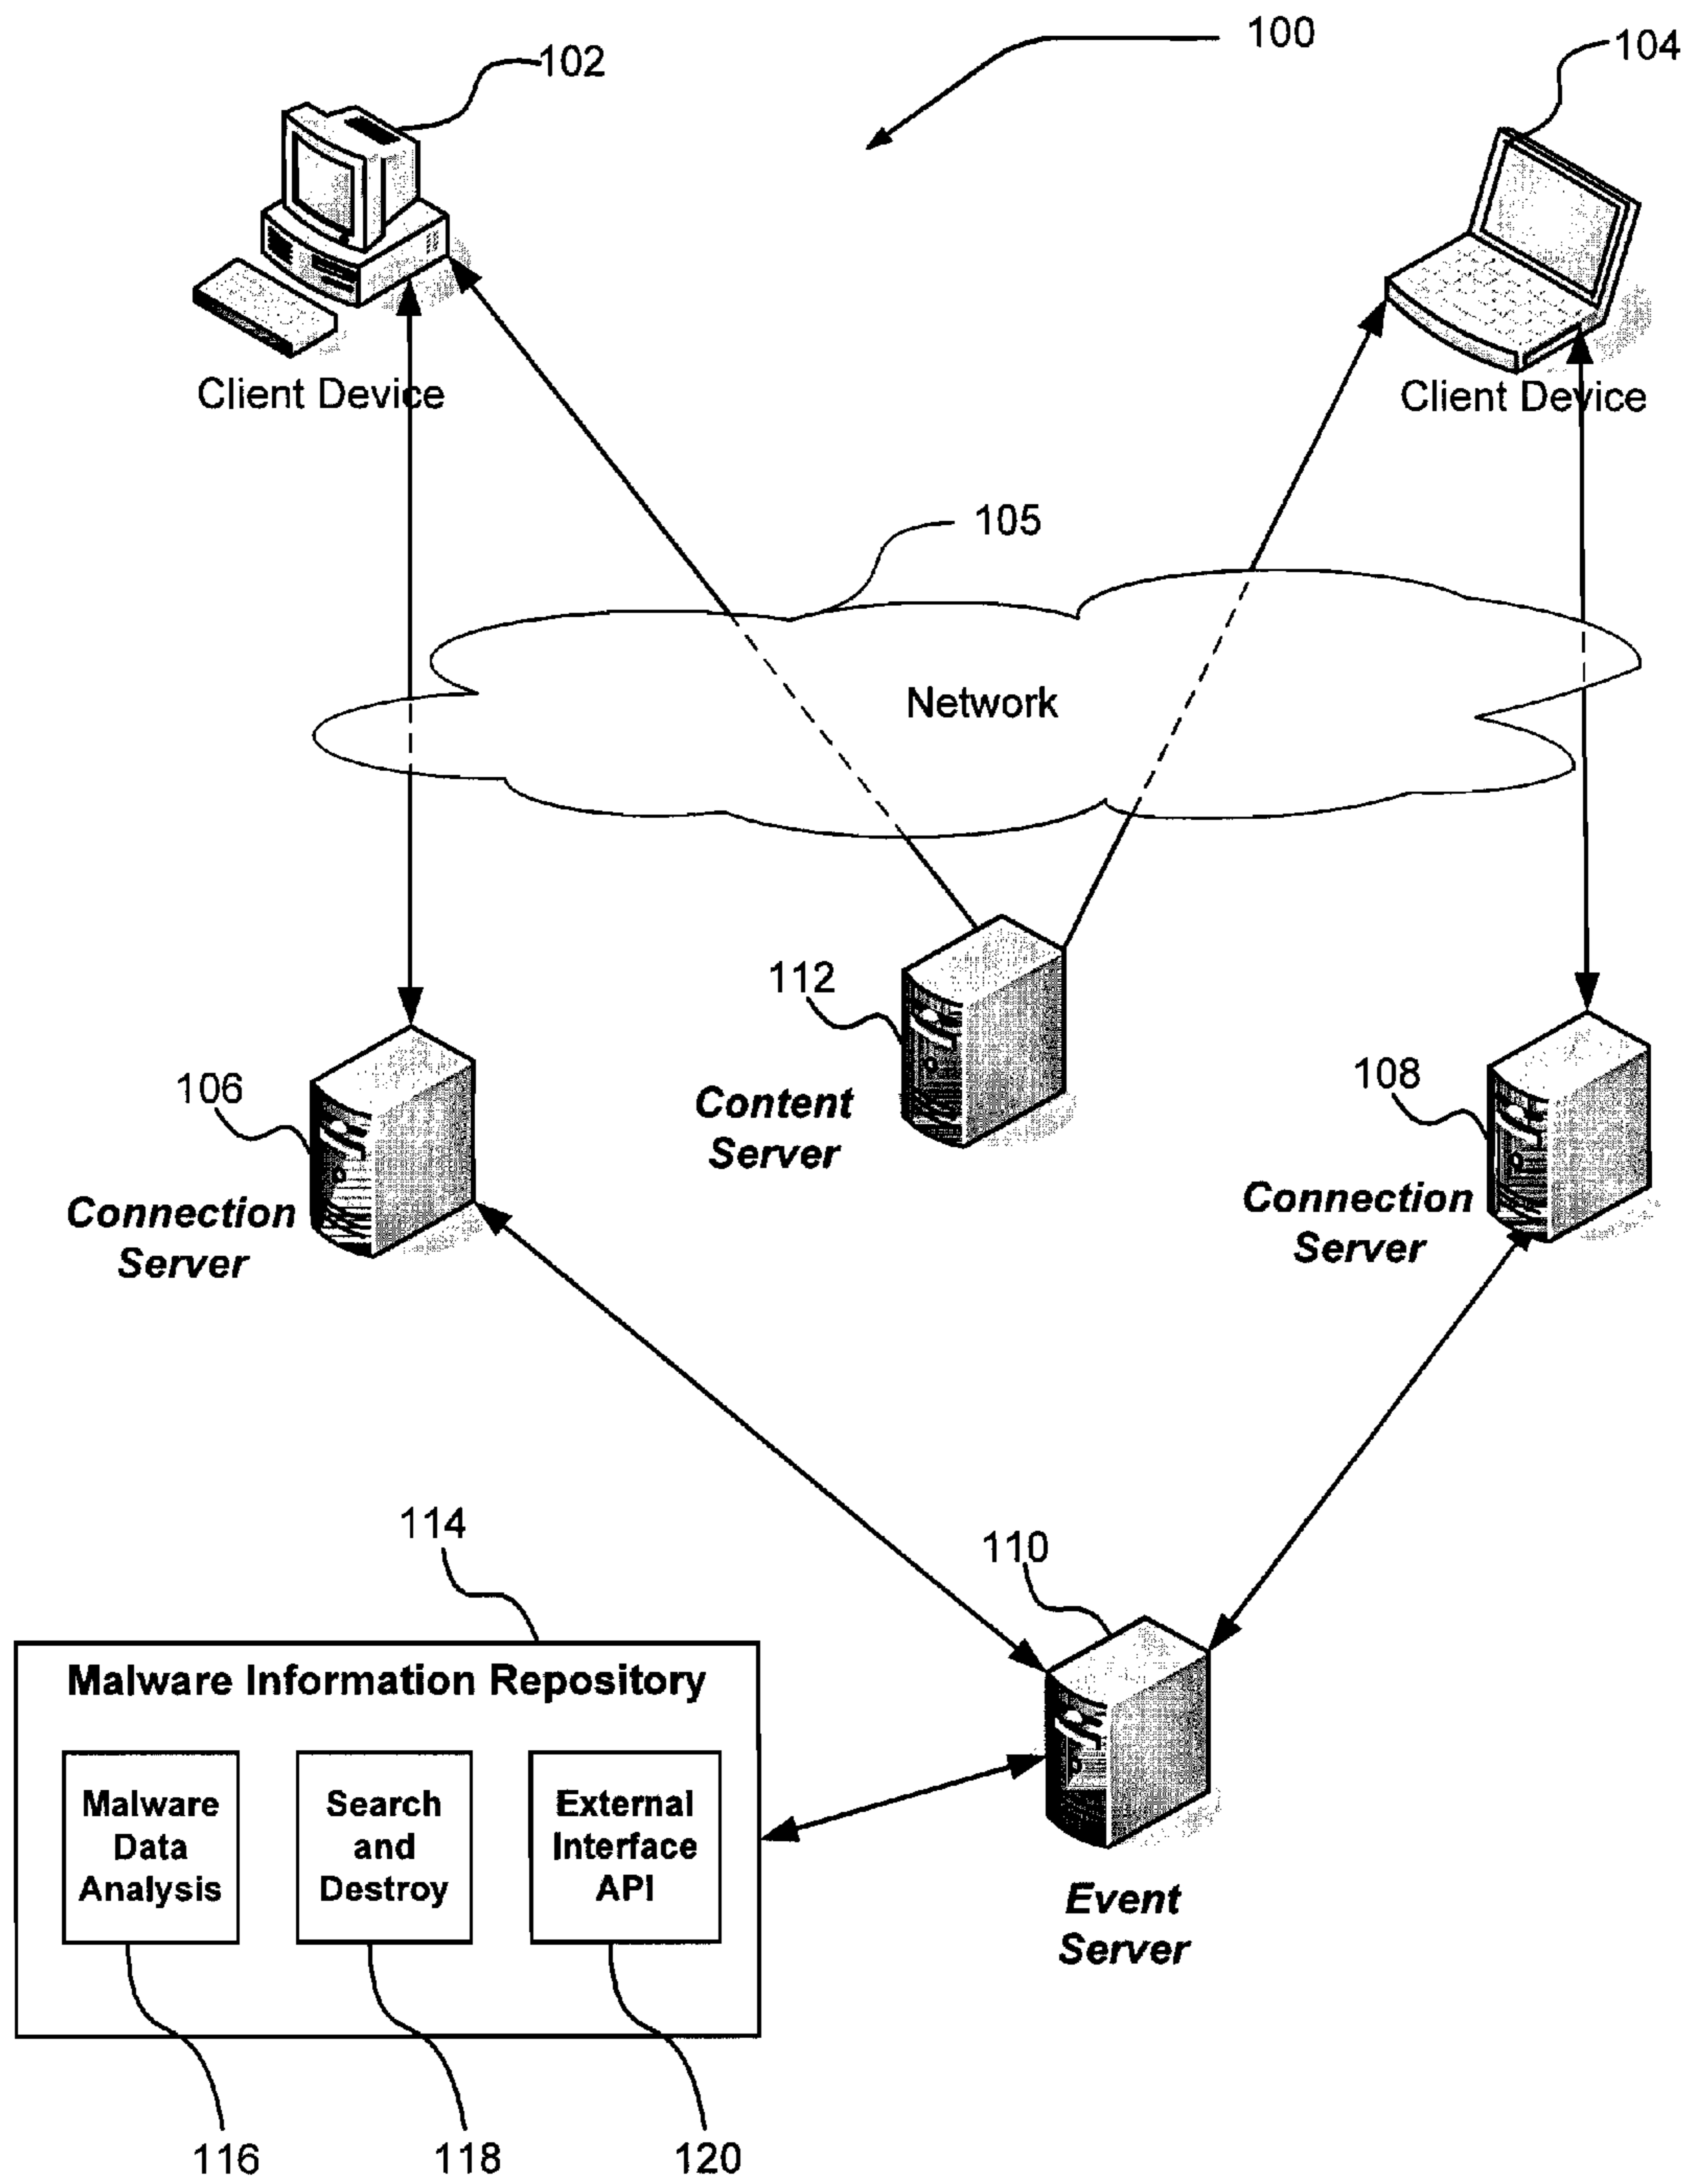 100
102
104
Client Device
Client Device
105
Network
112
Content
Server
106
Connection
Server
108
Connection
Server
114
110
Malware Information Repository
Malware
Data
Analysis
Search
and
Destroy
External
Interface
API
Event
Server
116
118
120